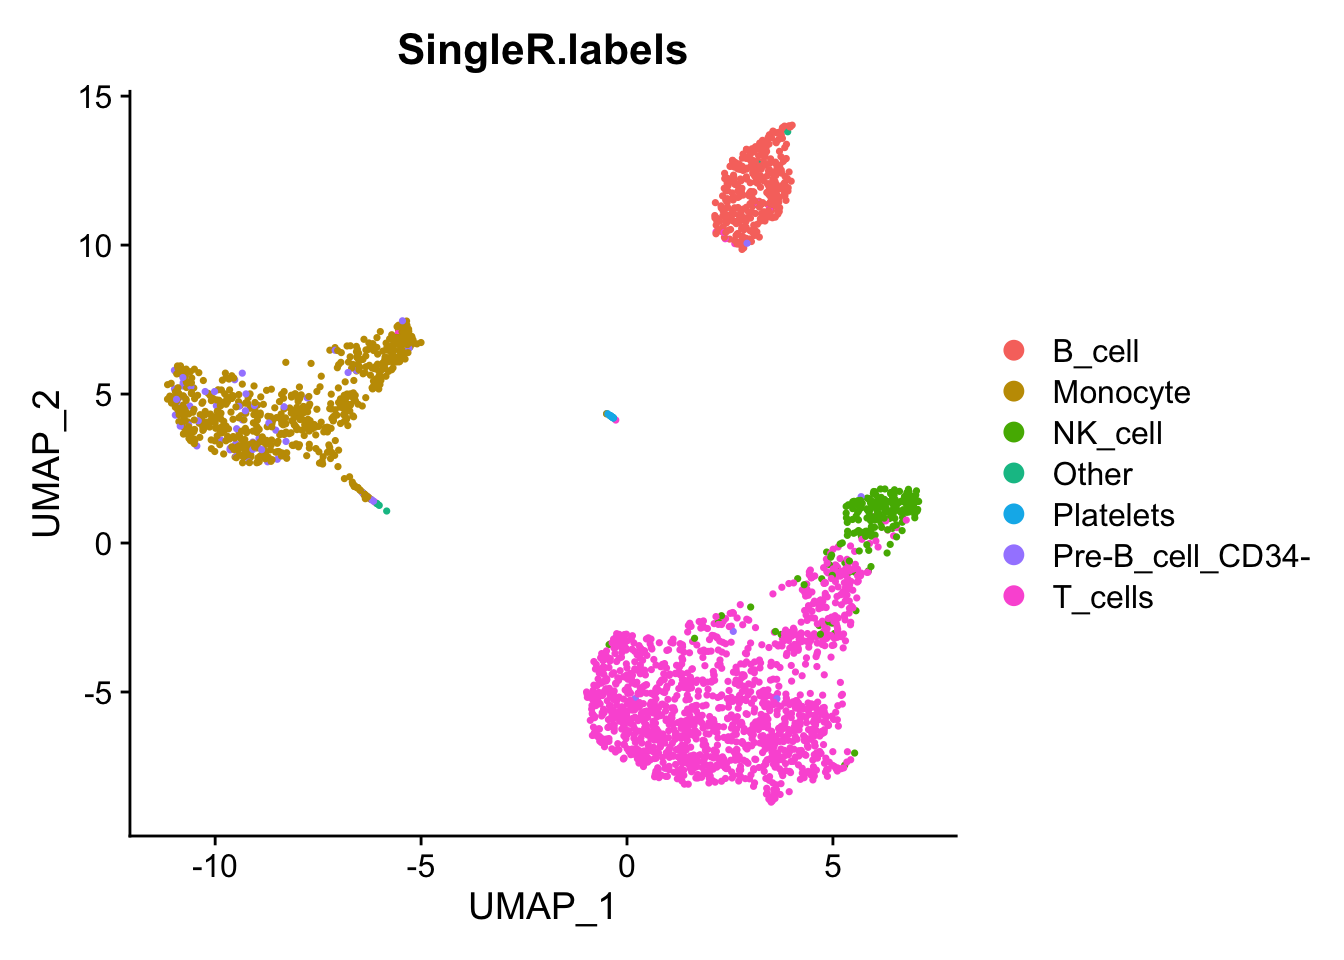 SingleR.labels
15
10
5
0
-5
UMAP_2
-10
-5
0
5
UMAP_1
B_cell
Monocyte
NK_cell
Other
Platelets
Pre-B_cell_CD34-
T_cells